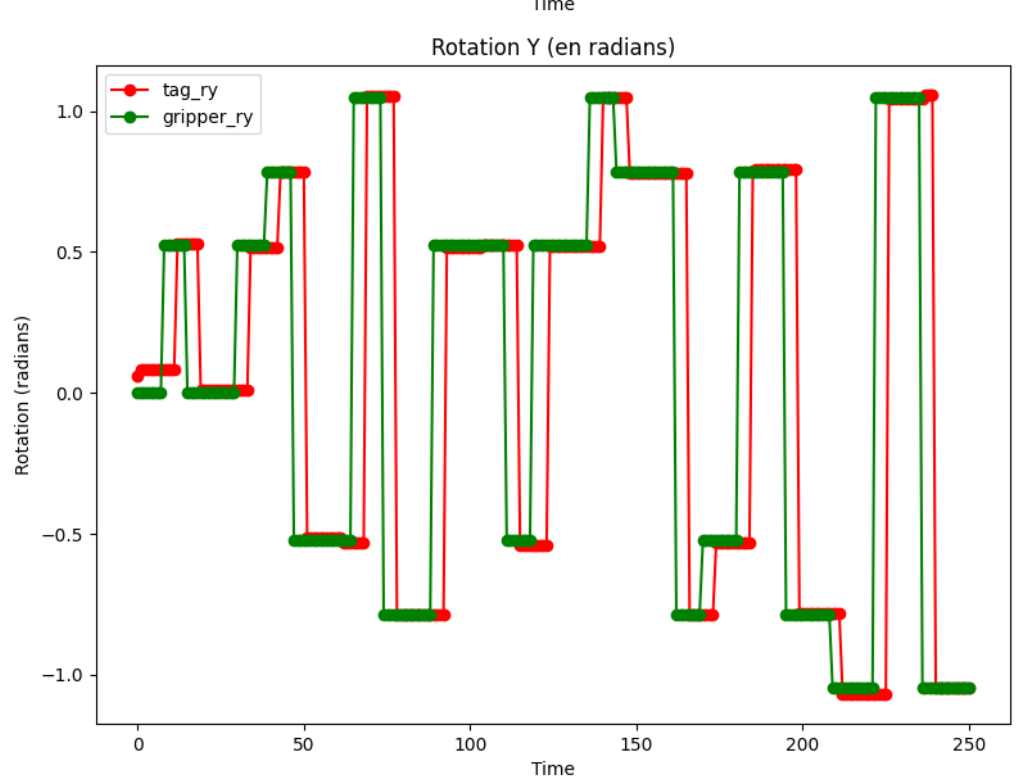 Time
Rotation Y (en radians)
tag_ry
gripper_ry
Rotation (radians)
1.0
0.5
0.0
−0.5
−1.0
0
50
100
150
200
250
Time